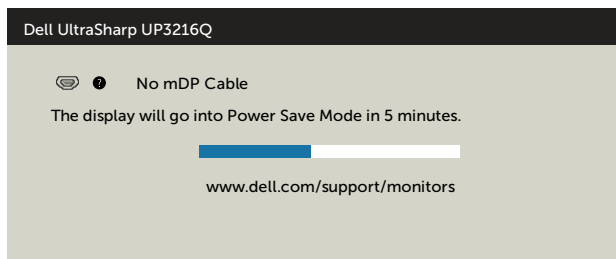 Dell UltraSharp UP3216Q
? No mDP Cable
The display will go into Power Save Mode in 5 minutes.
www.dell.com/support/monitors